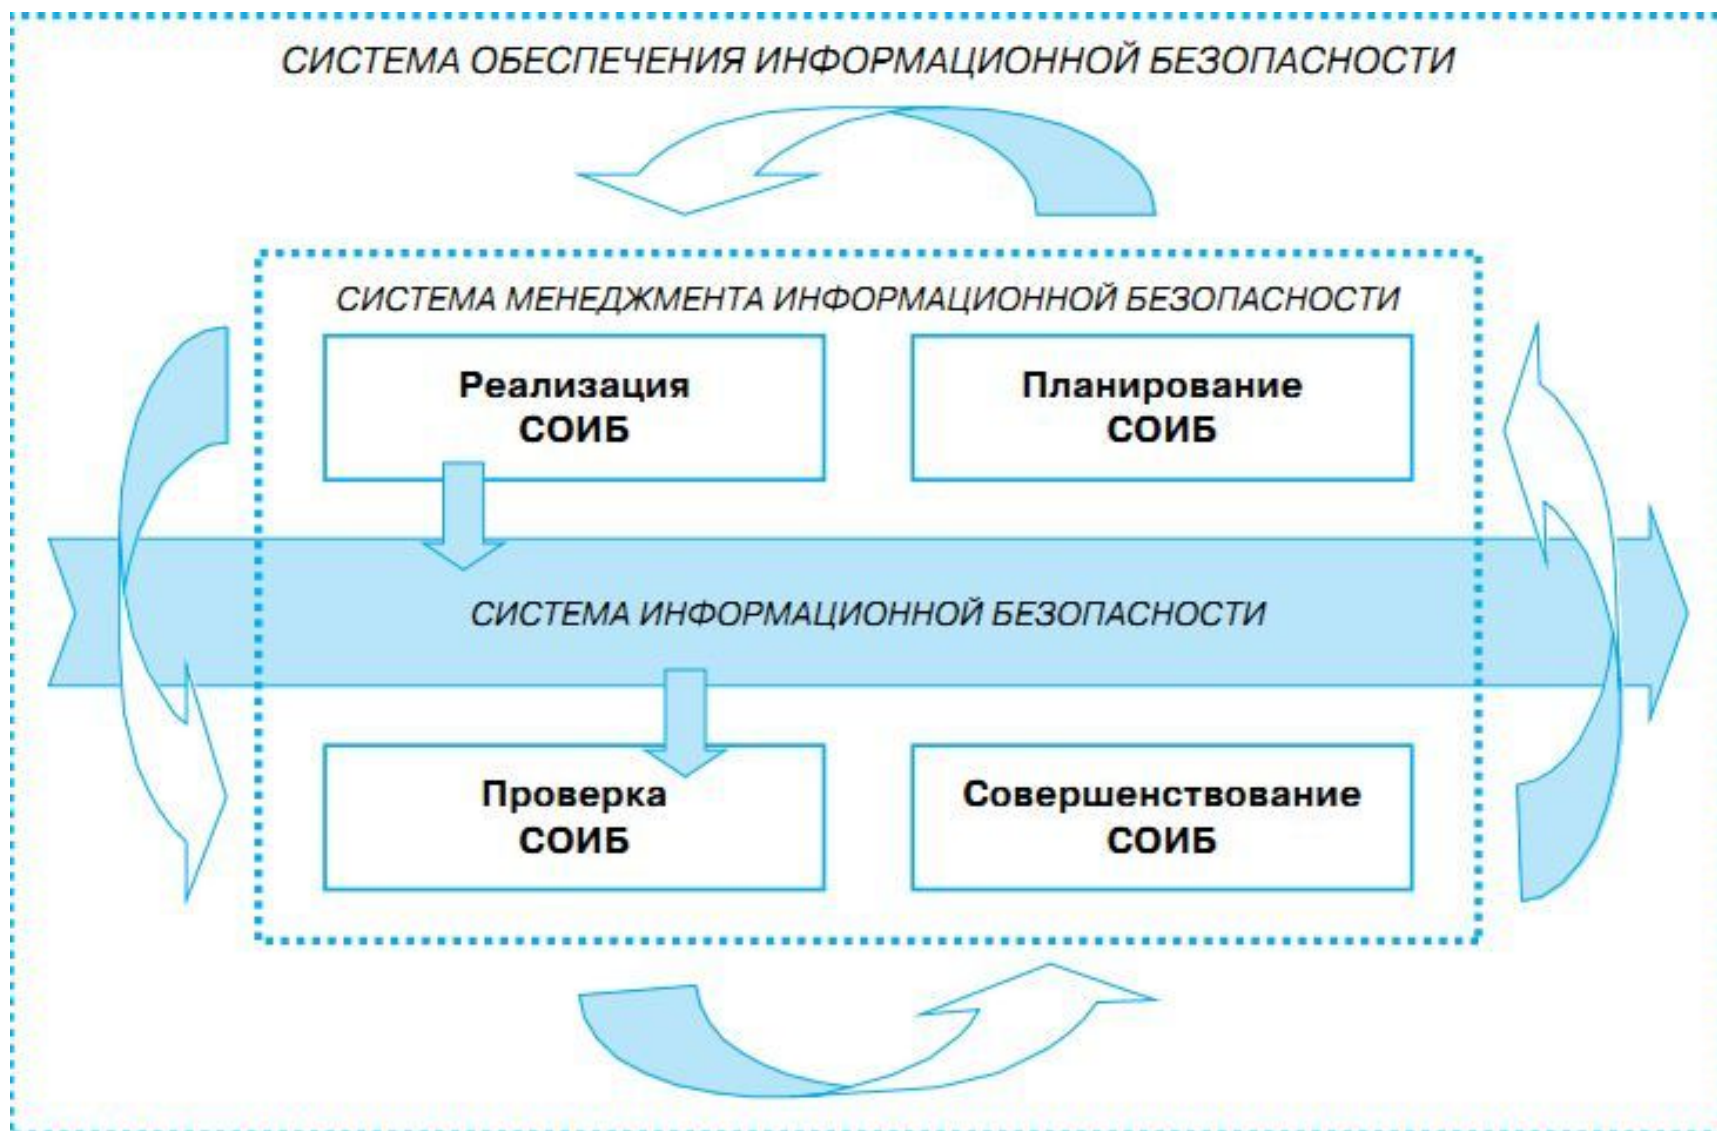 СИСТЕМА ОБЕСПЕЧЕНИЯ ИНФОРМАЦИОННОЙ БЕЗОПАСНОСТИ
СИСТЕМА МЕНЕДЖМЕНТА ИНФОРМАЦИОННОЙ БЕЗОПАСНОСТИ
Реализация
СОИБ
Планирование
СОИБ
СИСТЕМА ИНФОРМАЦИОННОЙ БЕЗОПАСНОСТИ
Проверка
СОИБ
Совершенствование
СОИБ